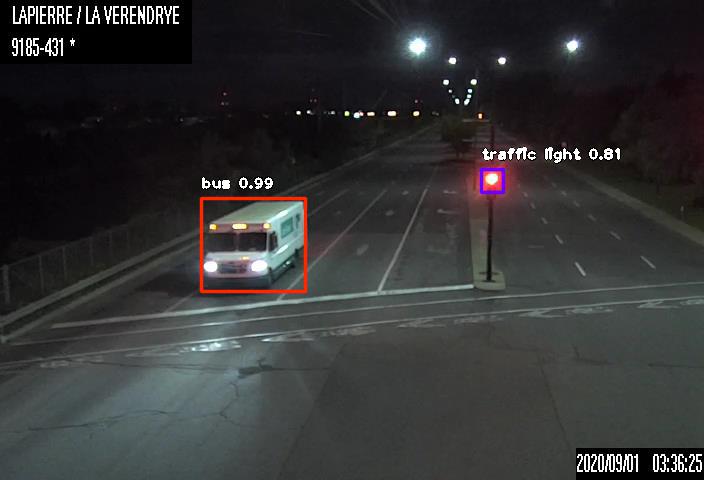 LAPIERRE / LA VERENDRYE
9185-431 *
traffic light 0.81
bus 0.99
2020/09/01 03:36:25